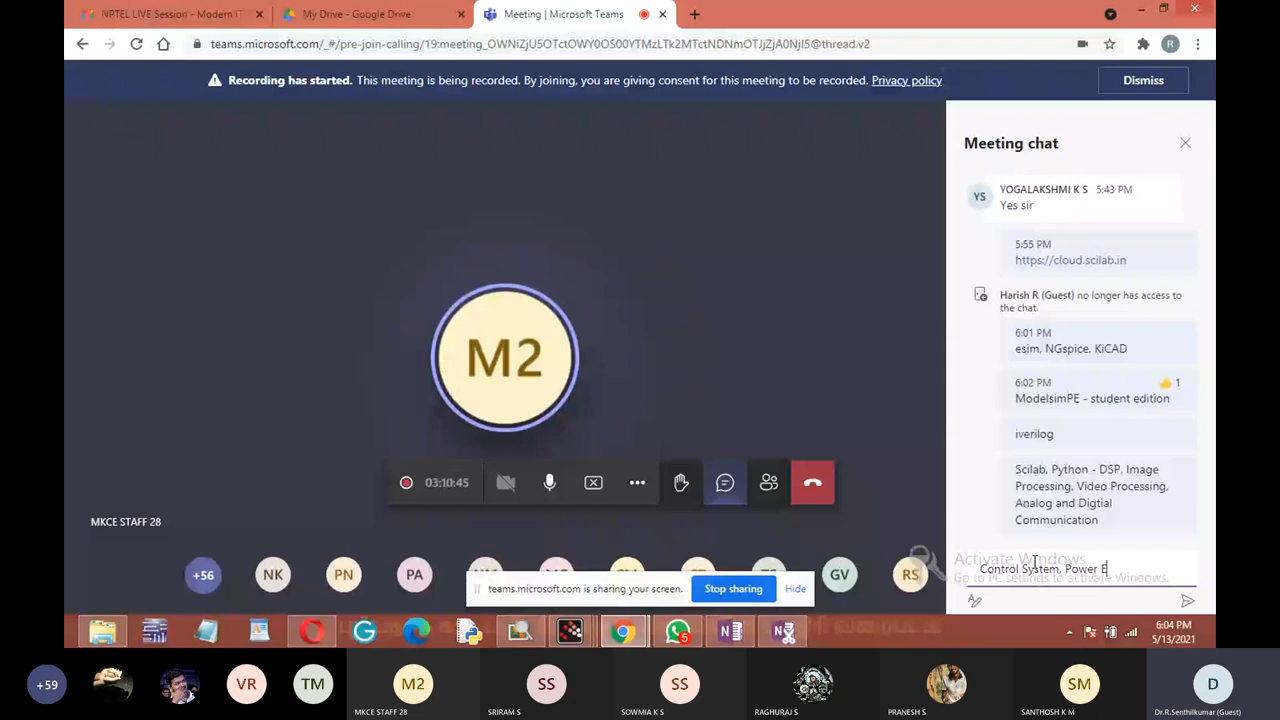 NPTEL LIVE Session - Modern IT
My Drive - Google Drive
Meeting | Microsoft Teams
teams.microsoft.com/_#/pre-join-calling/19:meeting_OWNiZjU5OTctOWY0OS00YTMzLTk2MTctNDNmOTJjZjA0NjI5@thread.v2
R
Recording has started. This meeting is being recorded. By joining, you are giving consent for this meeting to be recorded. Privacy policy
Dismiss
Meeting chat
YS
YOGALAKSHMI K S 5:43 PM
Yes sir
5:55 PM
https://cloud.scilab.in
Harish R (Guest) no longer has access to
the chat.
6:01 PM
esim, NGspice, KiCAD
6:02 PM
1
ModelsimPE - student edition
iverilog
Scilab, Python - DSP, Image
Processing, Video Processing,
Analog and Digtial
Communication
Control System, Power E
Activate Windows
Go to PC settings to activate Windows.
M2
03:10:45
MKCE STAFF 28
+56
NK
PN
PA
GV
RS
teams.microsoft.com is sharing your screen.
Stop sharing
Hide
5
6:04 PM
5/13/2021
+59
VR
TM
M2
MKCE STAFF 28
SS
SRIRAM S
SS
SOWMIA K S
RAGHURAJ S
PRANESH S
SM
SANTHOSH K M
D
Dr.R.Senthilkumar (Guest)